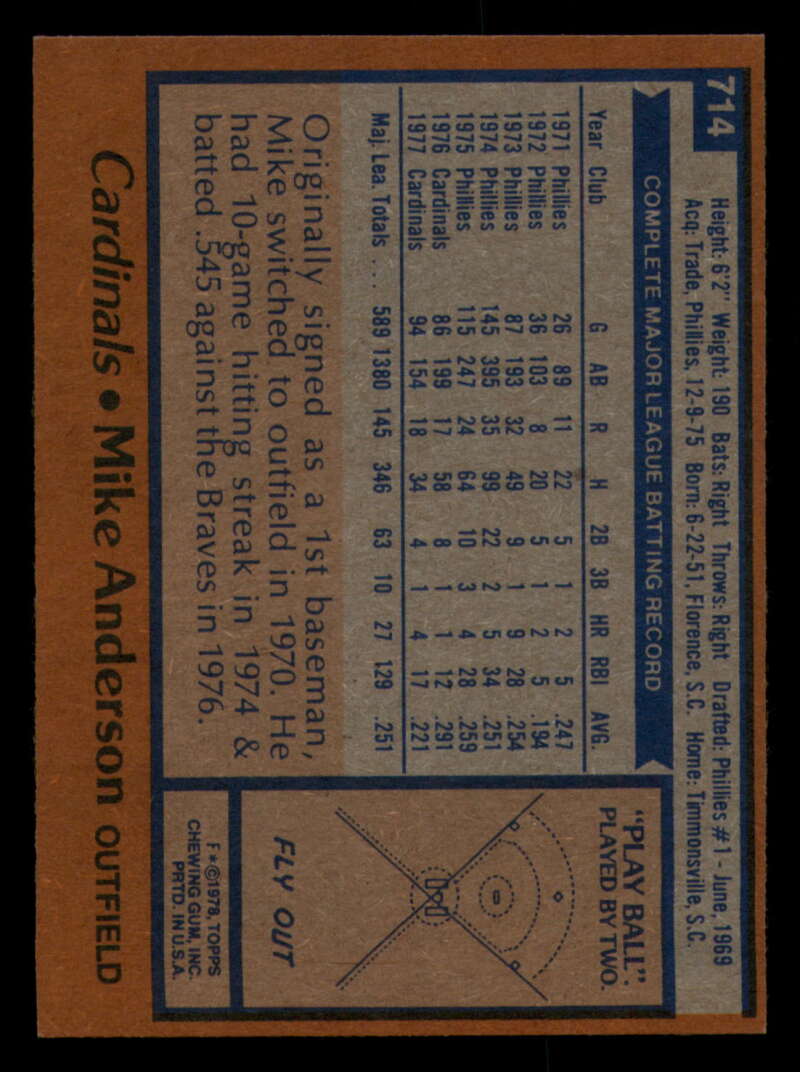 714
Height: 6'2" Weight: 190 Bats: Right Throws: Right Drafted: Phillies #1 - June, 1969
Acq: Trade, Phillies, 12-9-75 Born: 6-22-51, Florence, S.C. Home: Timmonsville, S.C.
COMPLETE MAJOR LEAGUE BATTING RECORD
Year Club G AB R H 2B 3B HR RBI AVG.
1971 Phillies 26 89 11 22 5 1 2 5 .247
1972 Phillies 36 103 8 20 5 1 2 5 .194
1973 Phillies 87 193 32 49 9 1 9 28 .254
1974 Phillies 145 395 35 99 22 2 5 34 .251
1975 Phillies 115 247 24 64 10 3 4 28 .259
1976 Cardinals 86 199 17 58 8 1 1 12 .291
1977 Cardinals 94 154 18 34 4 1 4 17 .221
Maj. Lea. Totals . . . 589 1380 145 346 63 10 27 129 .251
Originally signed as a 1st baseman,
Mike switched to outfield in 1970. He
had 10-game hitting streak in 1974 &
batted .545 against the Braves in 1976.
"PLAY BALL".
PLAYED BY TWO.
FLY OUT
F*©1978, TOPPS
CHEWING GUM, INC.
PRTD. IN U.S.A.
Cardinals • Mike Anderson OUTFIELD